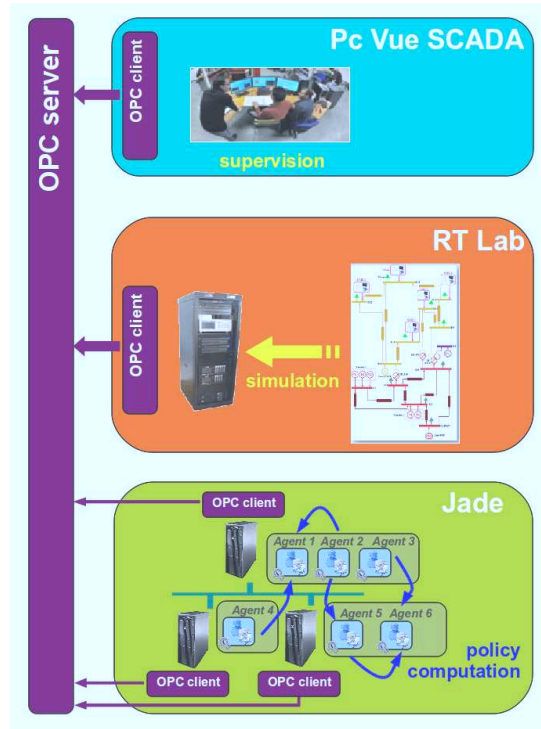 OPC server
Pc Vue SCADA
OPC client
supervision
RT Lab
OPC client
simulation
Jade
OPC client
Agent 1
Agent 2
Agent 3
Agent 4
Agent 5
Agent 6
policy
computation
OPC client
OPC client